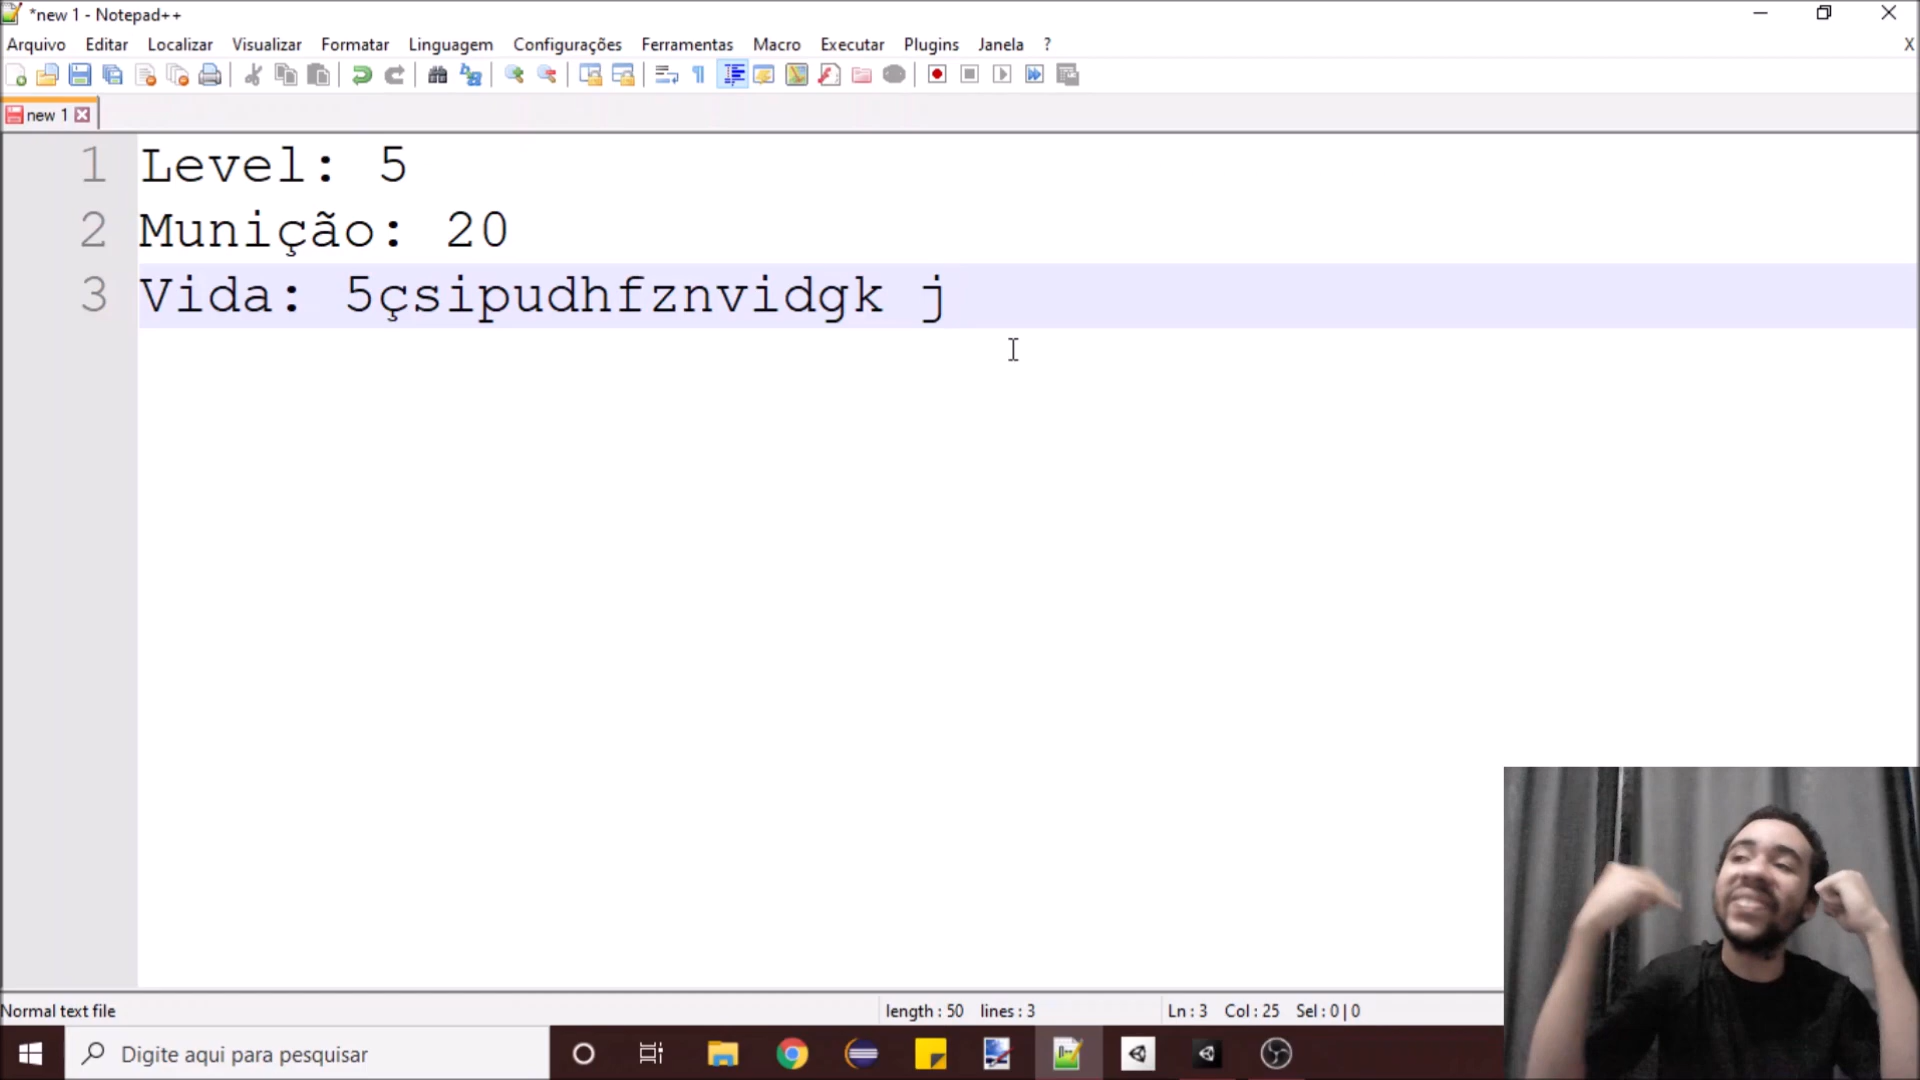 *new 1 - Notepad++
Arquivo Editar Localizar Visualizar Formatar Linguagem Configurações Ferramentas Macro Executar Plugins Janela ? X
new 1
1 Level: 5
2 Munição: 20
3 Vida: 5çsipudhfznvidgk j
Normal text file length : 50 lines : 3 Ln : 3 Col : 25 Sel : 0 | 0
Digite aqui para pesquisar